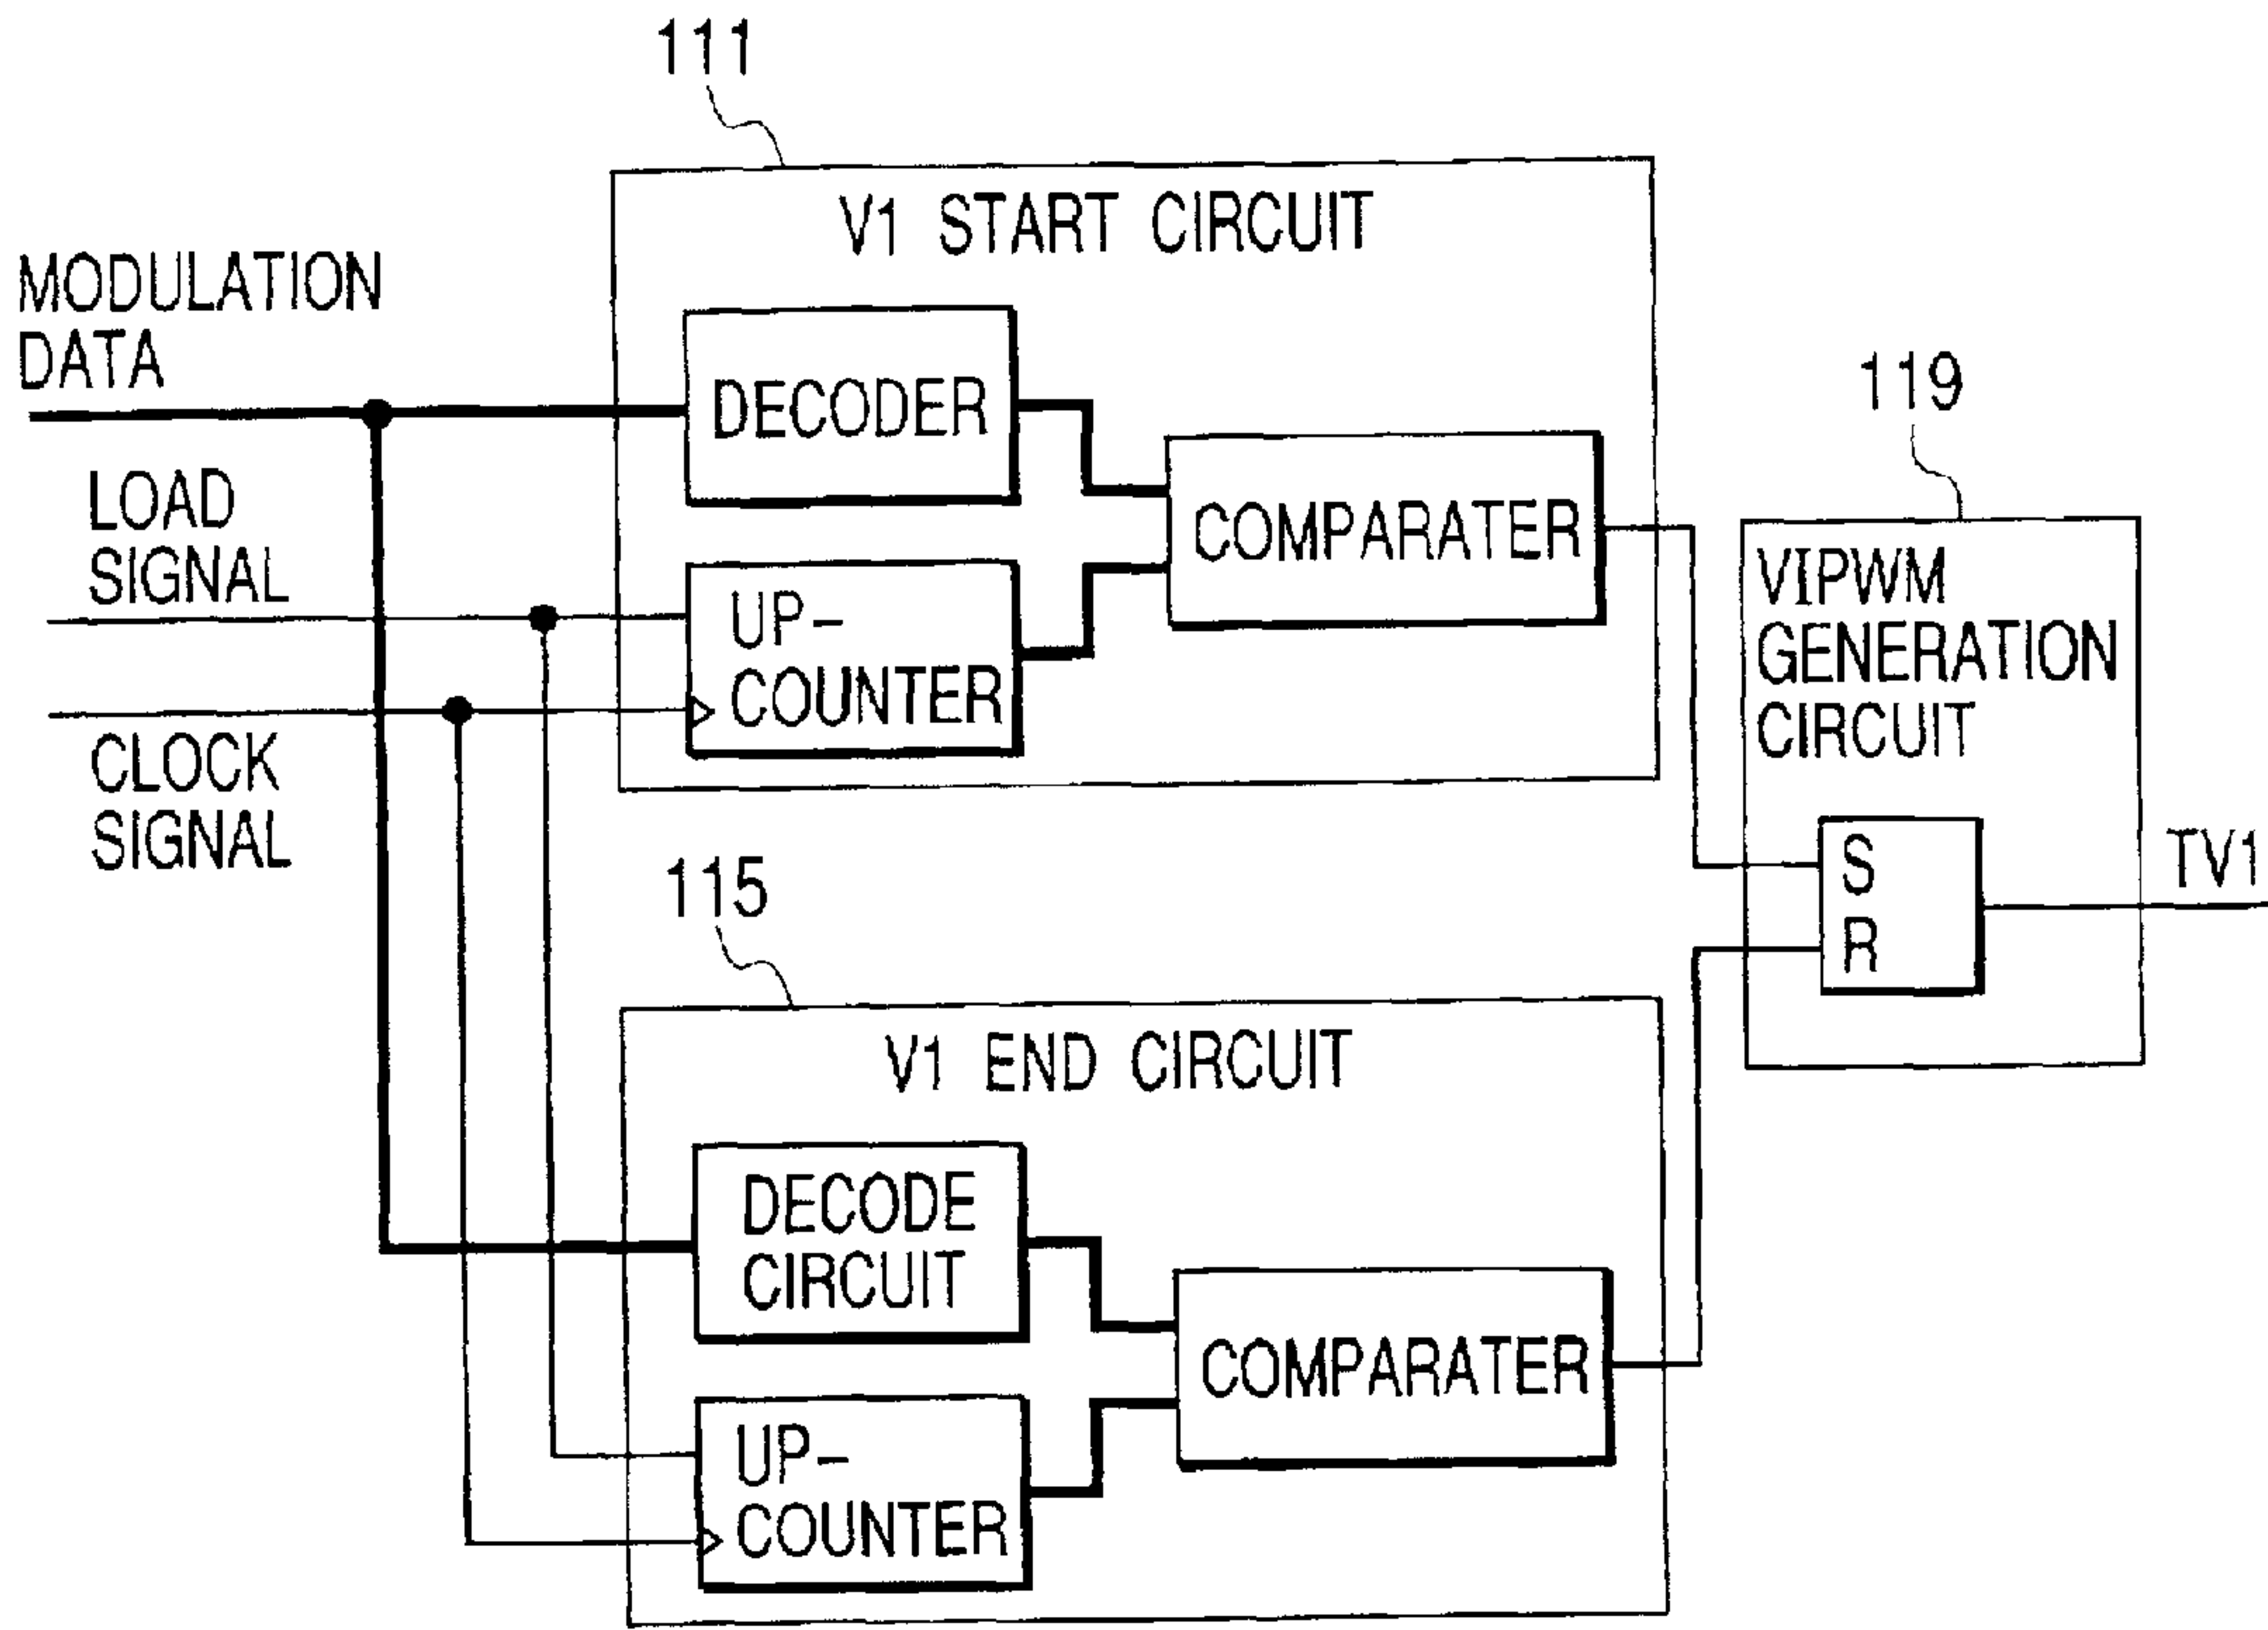 111
V1 START CIRCUIT
MODULATION
DATA
DECODER
LOAD
SIGNAL
COMPARATER
UP-
COUNTER
CLOCK
SIGNAL
119
VIPWM
GENERATION
CIRCUIT
S
R
TV1
115
V1 END CIRCUIT
DECODE
CIRCUIT
COMPARATER
UP-
COUNTER